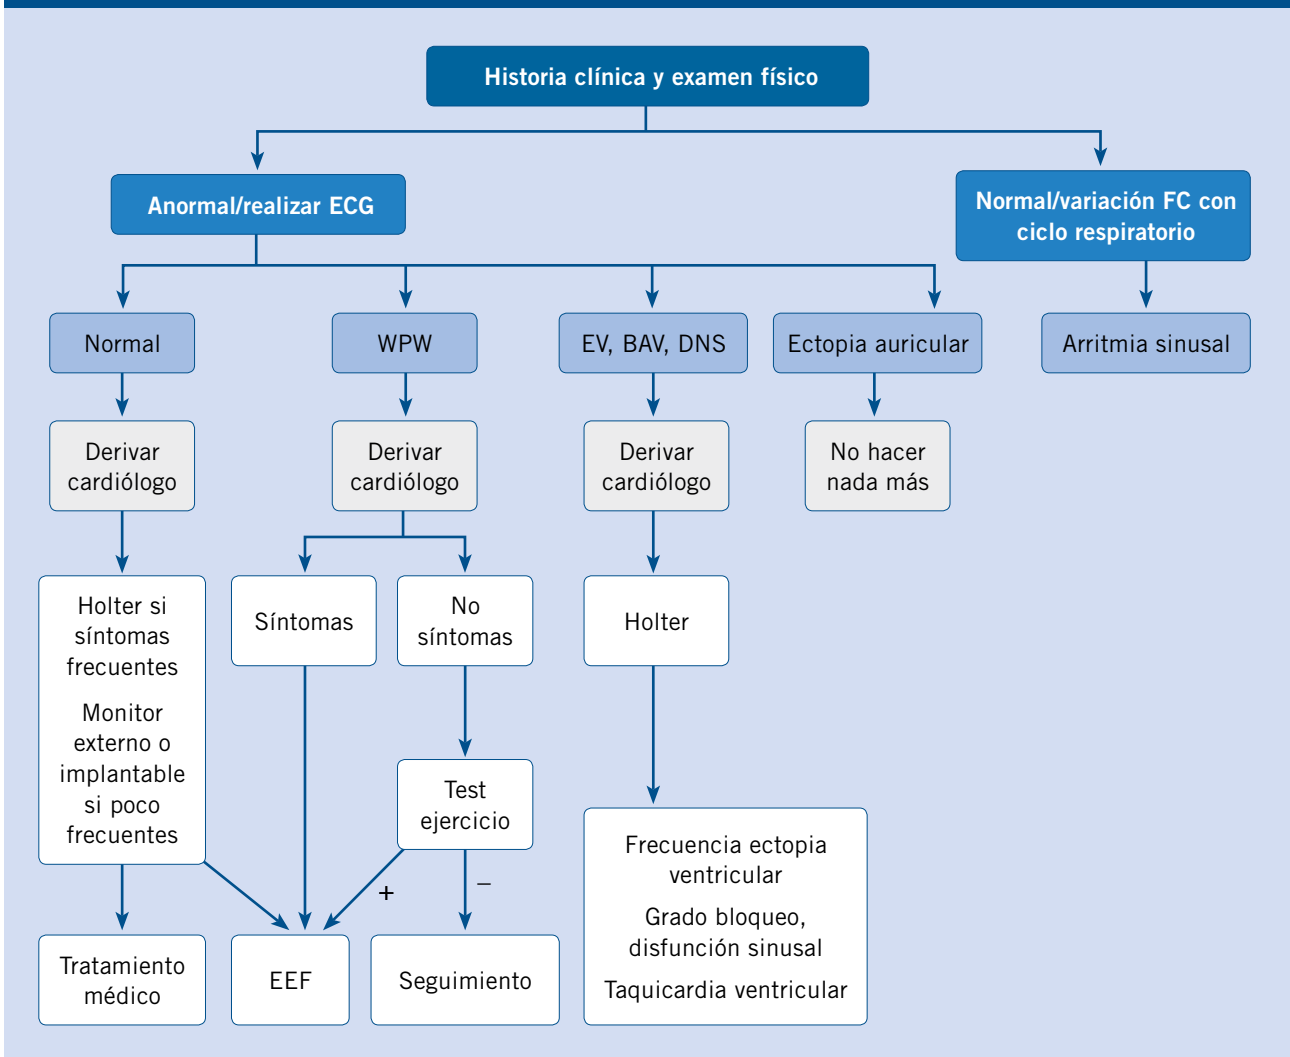 Historia clínica y examen físico
Anormal/realizar ECG
Normal/variación FC con
ciclo respiratorio
Normal
WPW
EV, BAV, DNS
Ectopia auricular
Arritmia sinusal
Derivar
cardiólogo
Derivar
cardiólogo
Derivar
cardiólogo
No hacer
nada más
Holter si
síntomas
frecuentes
Monitor
externo o
implantable
si poco
frecuentes
Síntomas
No
síntomas
Holter
Test
ejercicio
+
–
Frecuencia ectopia
ventricular
Grado bloqueo,
disfunción sinusal
Taquicardia ventricular
Tratamiento
médico
EEF
Seguimiento